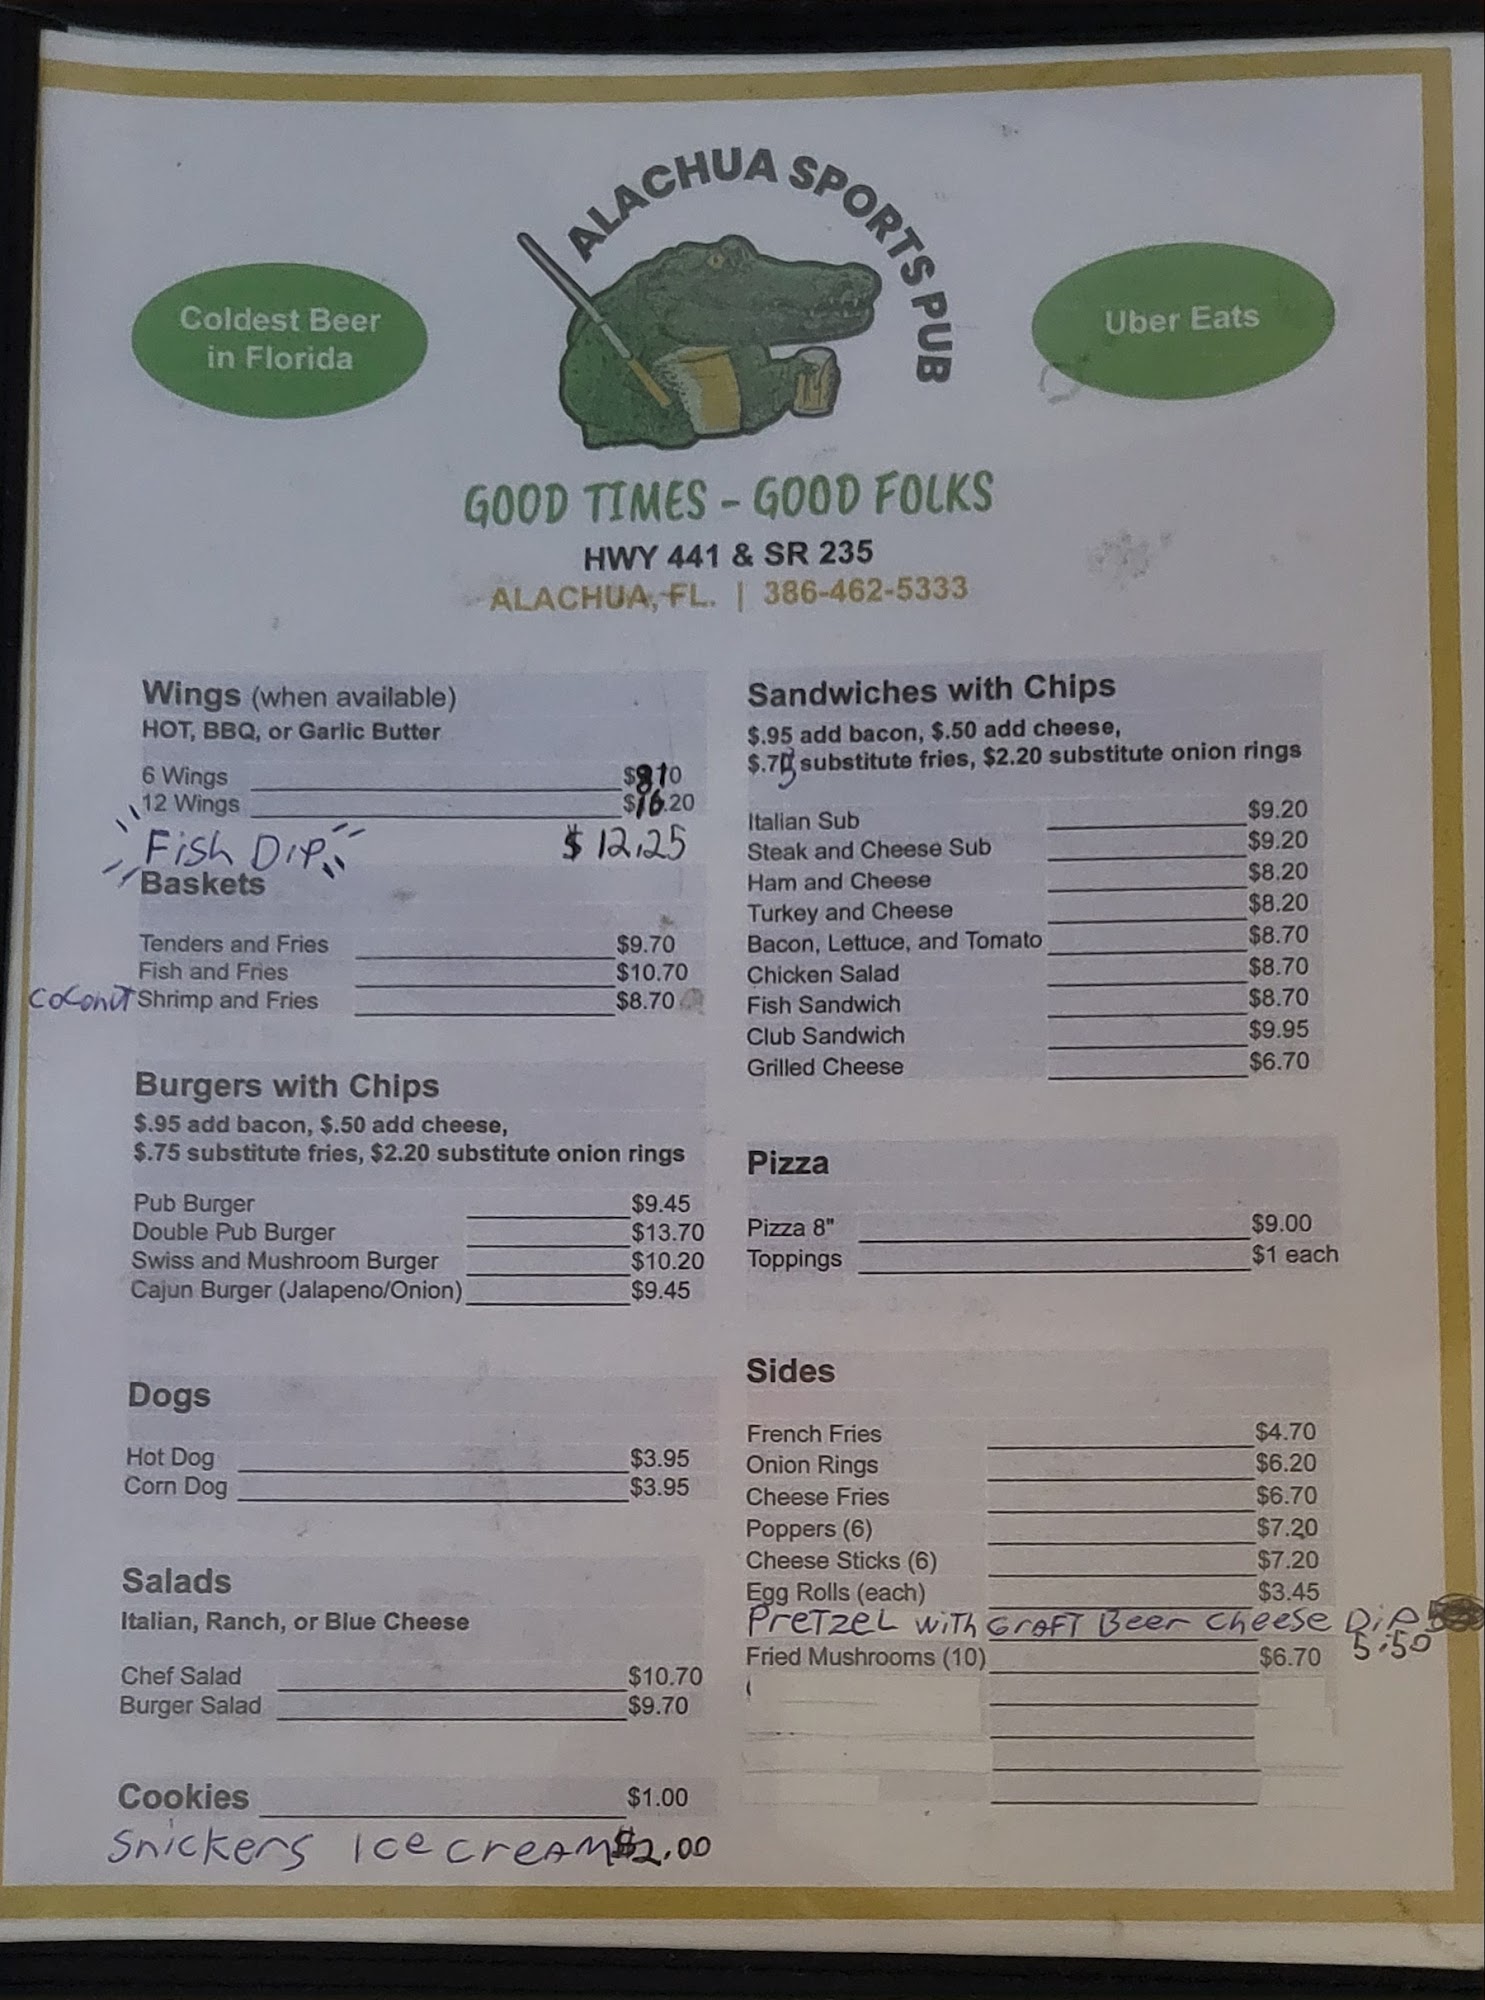 ALACHUA SPORTS PUB
Coldest Beer
in Florida
Uber Eats
GOOD TIMES - GOOD FOLKS
HWY 441 & SR 235
ALACHUA, FL. | 386-462-5333
Wings (when available)
HOT, BBQ, or Garlic Butter
6 Wings $8.10
12 Wings $16.20
Fish Dip $12.25
Baskets
Tenders and Fries $9.70
Fish and Fries $10.70
Coconut Shrimp and Fries $8.70
Burgers with Chips
$.95 add bacon, $.50 add cheese,
$.75 substitute fries, $2.20 substitute onion rings
Pub Burger $9.45
Double Pub Burger $13.70
Swiss and Mushroom Burger $10.20
Cajun Burger (Jalapeno/Onion) $9.45
Dogs
Hot Dog $3.95
Corn Dog $3.95
Salads
Italian, Ranch, or Blue Cheese
Chef Salad $10.70
Burger Salad $9.70
Cookies $1.00
Snickers Ice cream $2.00
Sandwiches with Chips
$.95 add bacon, $.50 add cheese,
$.75 substitute fries, $2.20 substitute onion rings
Italian Sub $9.20
Steak and Cheese Sub $9.20
Ham and Cheese $8.20
Turkey and Cheese $8.20
Bacon, Lettuce, and Tomato $8.70
Chicken Salad $8.70
Fish Sandwich $8.70
Club Sandwich $9.95
Grilled Cheese $6.70
Pizza
Pizza 8" $9.00
Toppings $1 each
Sides
French Fries $4.70
Onion Rings $6.20
Cheese Fries $6.70
Poppers (6) $7.20
Cheese Sticks (6) $7.20
Egg Rolls (each) $3.45
Pretzel with Graft Beer cheese Dip 5.50
Fried Mushrooms (10) $6.70